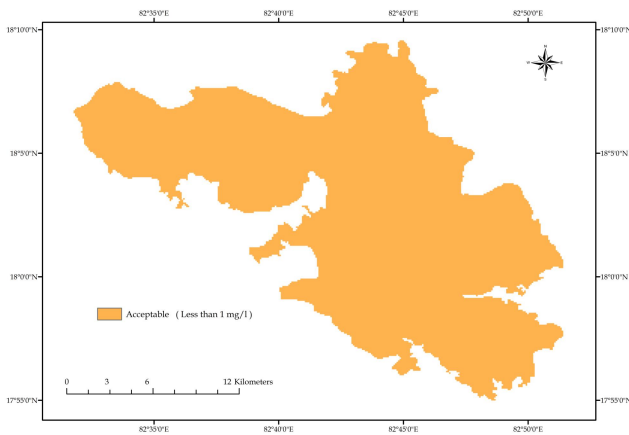 82°35'0"E 82°40'0"E 82°45'0"E 82°50'0"E
18°10'0"N 18°10'0"N
N
W E
S
18°5'0"N 18°5'0"N
18°0'0"N 18°0'0"N
Acceptable ( Less than 1 mg/l )
0 3 6 12 Kilometers
17°55'0"N 17°55'0"N
82°35'0"E 82°40'0"E 82°45'0"E 82°50'0"E